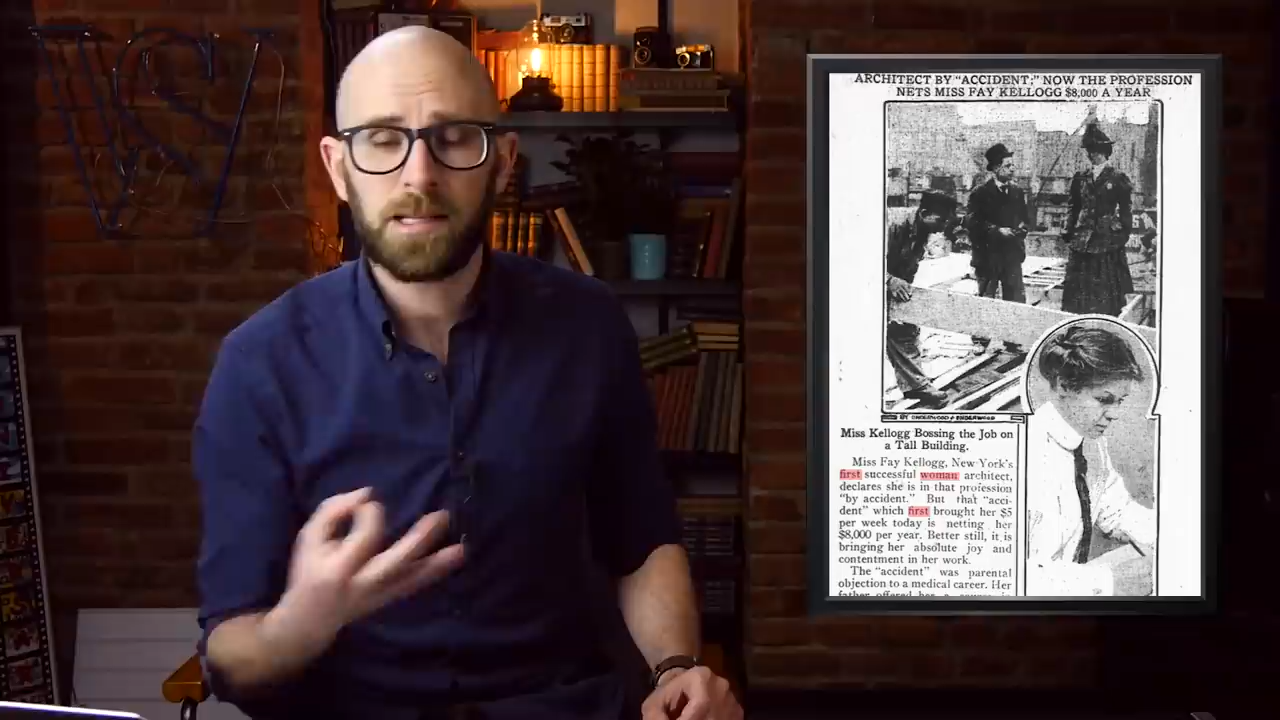 ARCHITECT BY "ACCIDENT:" NOW THE PROFESSION
NETS MISS FAY KELLOGG $8,000 A YEAR
BY UNDERWOOD & UNDERWOOD
Miss Kellogg Bossing the Job on
a Tall Building.
Miss Fay Kellogg, New York's
first successful woman architect,
declares she is in that profession
"by accident." But that "acci-
dent" which first brought her $5
per week today is netting her
$8,000 per year. Better still, it is
bringing her absolute joy and
contentment in her work.
The "accident" was parental
objection to a medical career. Her
father offered her a